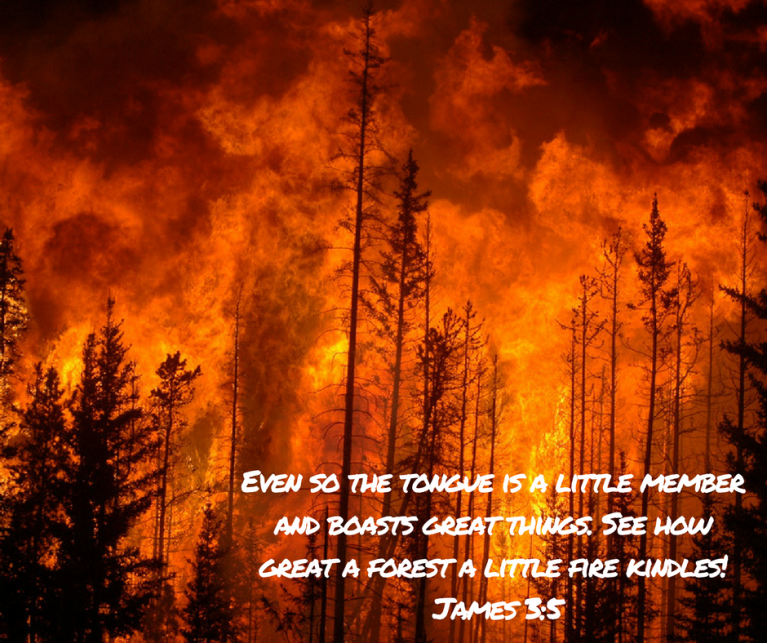 Even so the tongue is a little member
and boasts great things. See how
great a forest a little fire kindles!
James 3:5